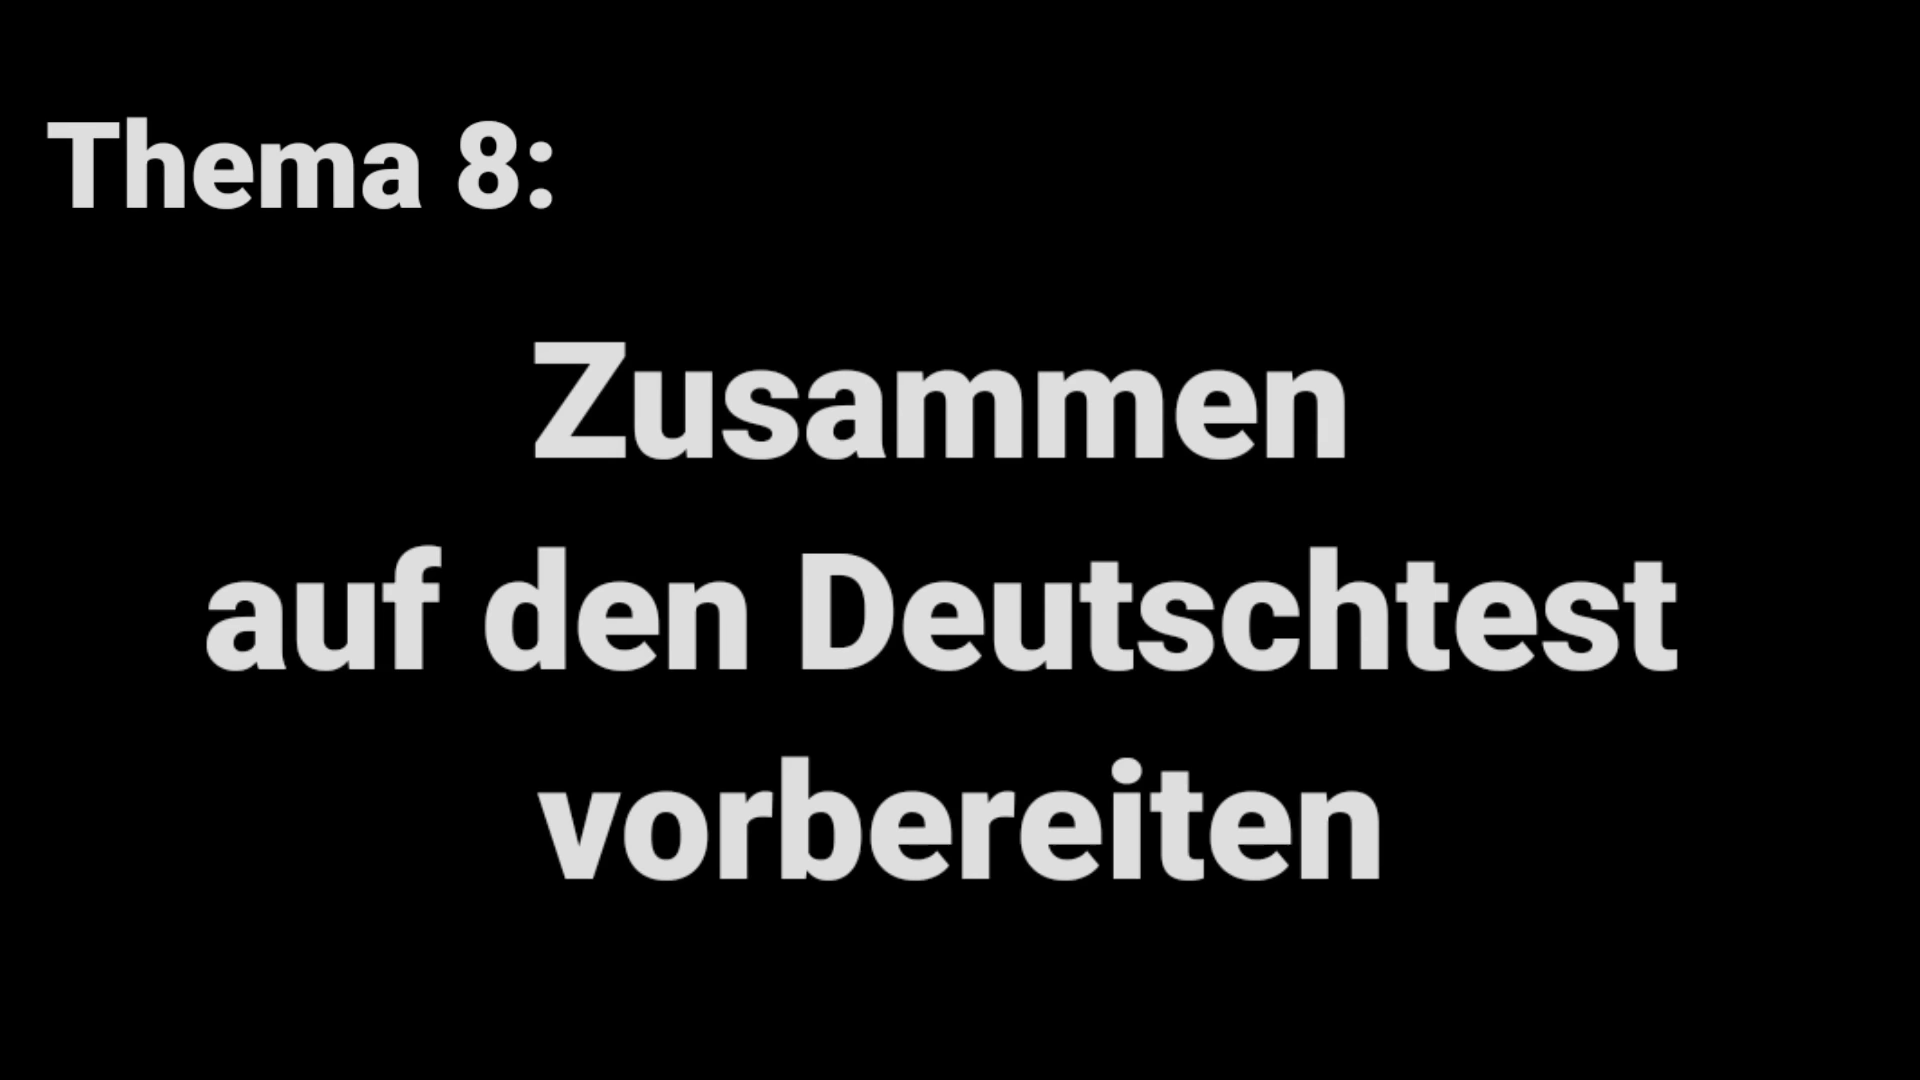 Thema 8:
Zusammen
auf den Deutschtest
vorbereiten